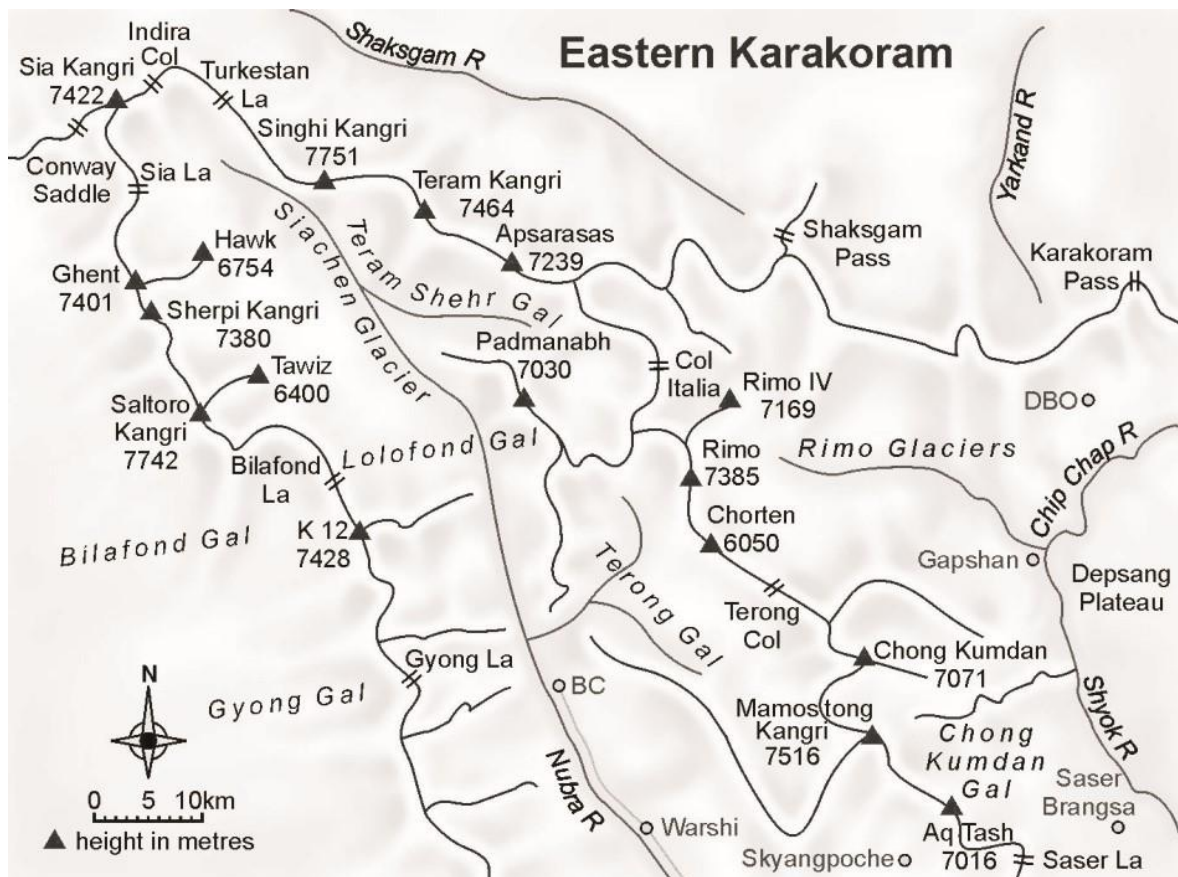 Eastern Karakoram
Indira
Col
Sia Kangri
7422
Turkestan
La
Shaksgam R
Yarkand R
Singhi Kangri
7751
Conway
Saddle
Sia La
Teram Kangri
7464
Siachen Glacier
Teram Shehr Gal
Hawk
6754
Apsarasas
7239
Shaksgam
Pass
Karakoram
Pass
Ghent
7401
Sherpi Kangri
7380
Padmanabh
7030
Col
Italia
Tawiz
6400
Rimo IV
7169
DBO
Saltoro
Kangri
7742
Lolofond Gal
Rimo
7385
Rimo Glaciers
Chip Chap R
Bilafond
La
Bilafond Gal
K 12
7428
Chorten
6050
Gapshan
Depsang
Plateau
Terong Gal
Terong
Col
Gyong La
Gyong Gal
BC
Chong Kumdan
7071
Shyok R
Mamostong
Kangri
7516
Chong
Kumdan
Gal
N
Nubra R
Saser
Brangsa
0 5 10km
height in metres
Warshi
Skyangpoche
Aq Tash
7016
Saser La